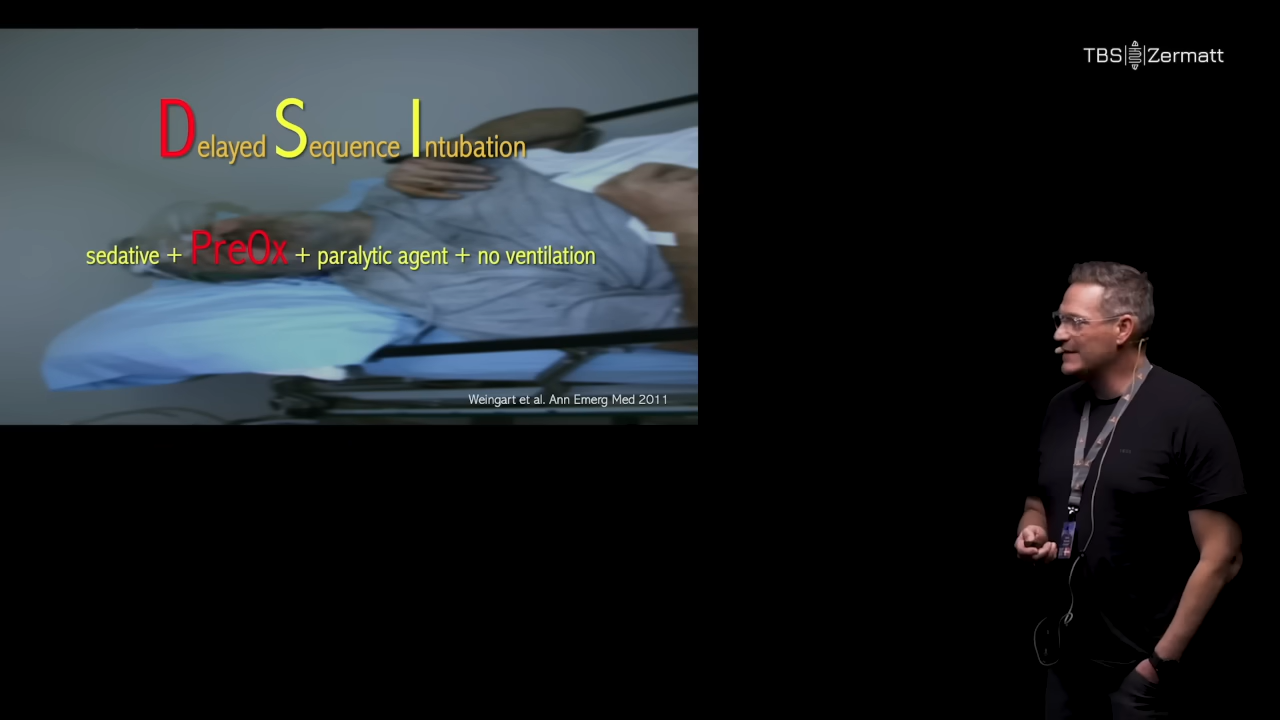 Delayed Sequence Intubation
sedative + PreOx + paralytic agent + no ventilation
Weingart et al. Ann Emerg Med 2011
TBS Zermatt